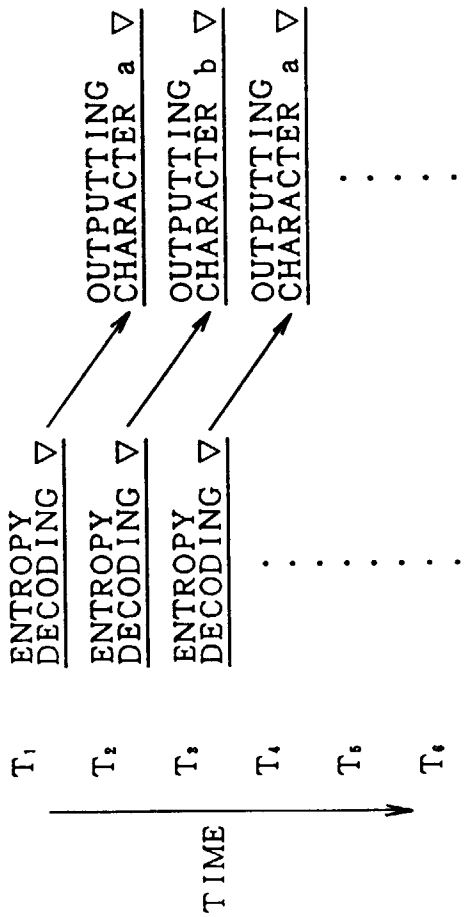 TIME
T₁
T₂
T₃
T₄
T₅
T₆
ENTROPY
DECODING ▽
ENTROPY
DECODING ▽
ENTROPY
DECODING ▽
OUTPUTTING
CHARACTER a ▽
OUTPUTTING
CHARACTER b ▽
OUTPUTTING
CHARACTER a ▽